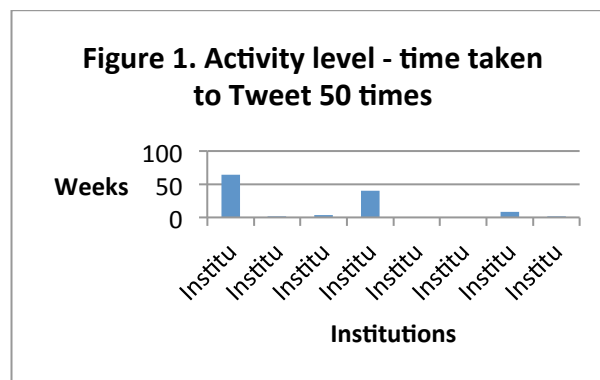 Figure 1. Activity level - time taken
to Tweet 50 times
100
Weeks 50
0
Institu Institu Institu Institu Institu Institu Institu Institu
Institutions